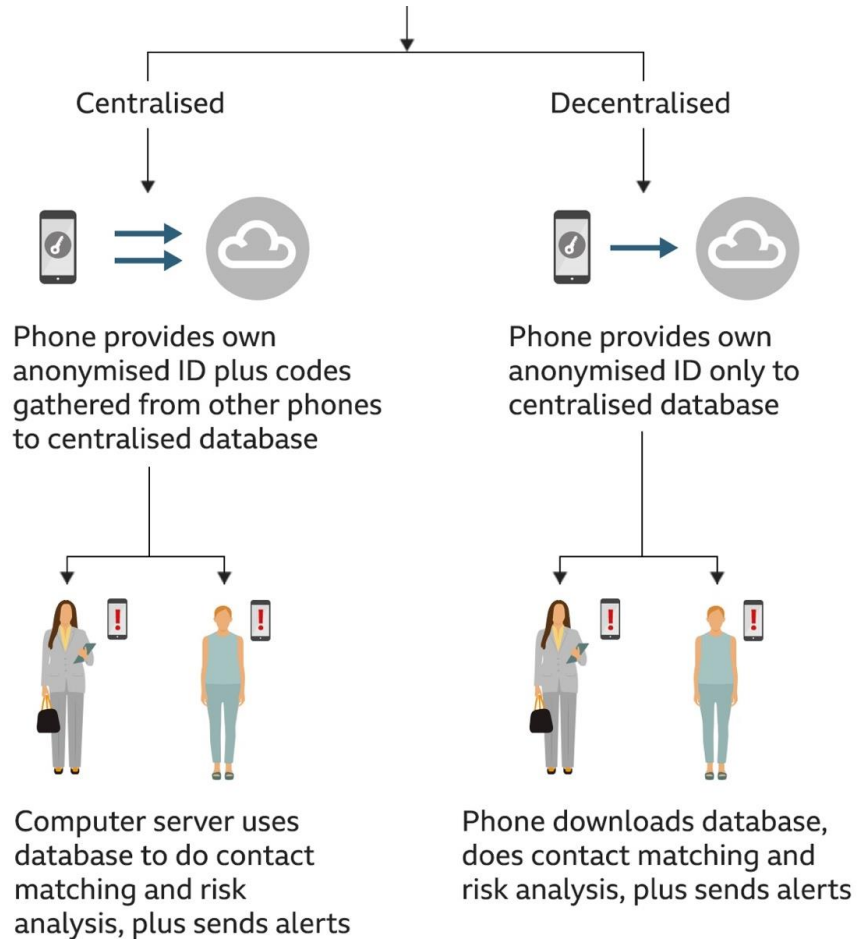 Centralised
Decentralised
Phone provides own
anonymised ID plus codes
gathered from other phones
to centralised database
Phone provides own
anonymised ID only to
centralised database
!
!
!
!
Computer server uses
database to do contact
matching and risk
analysis, plus sends alerts
Phone downloads database,
does contact matching and
risk analysis, plus sends alerts